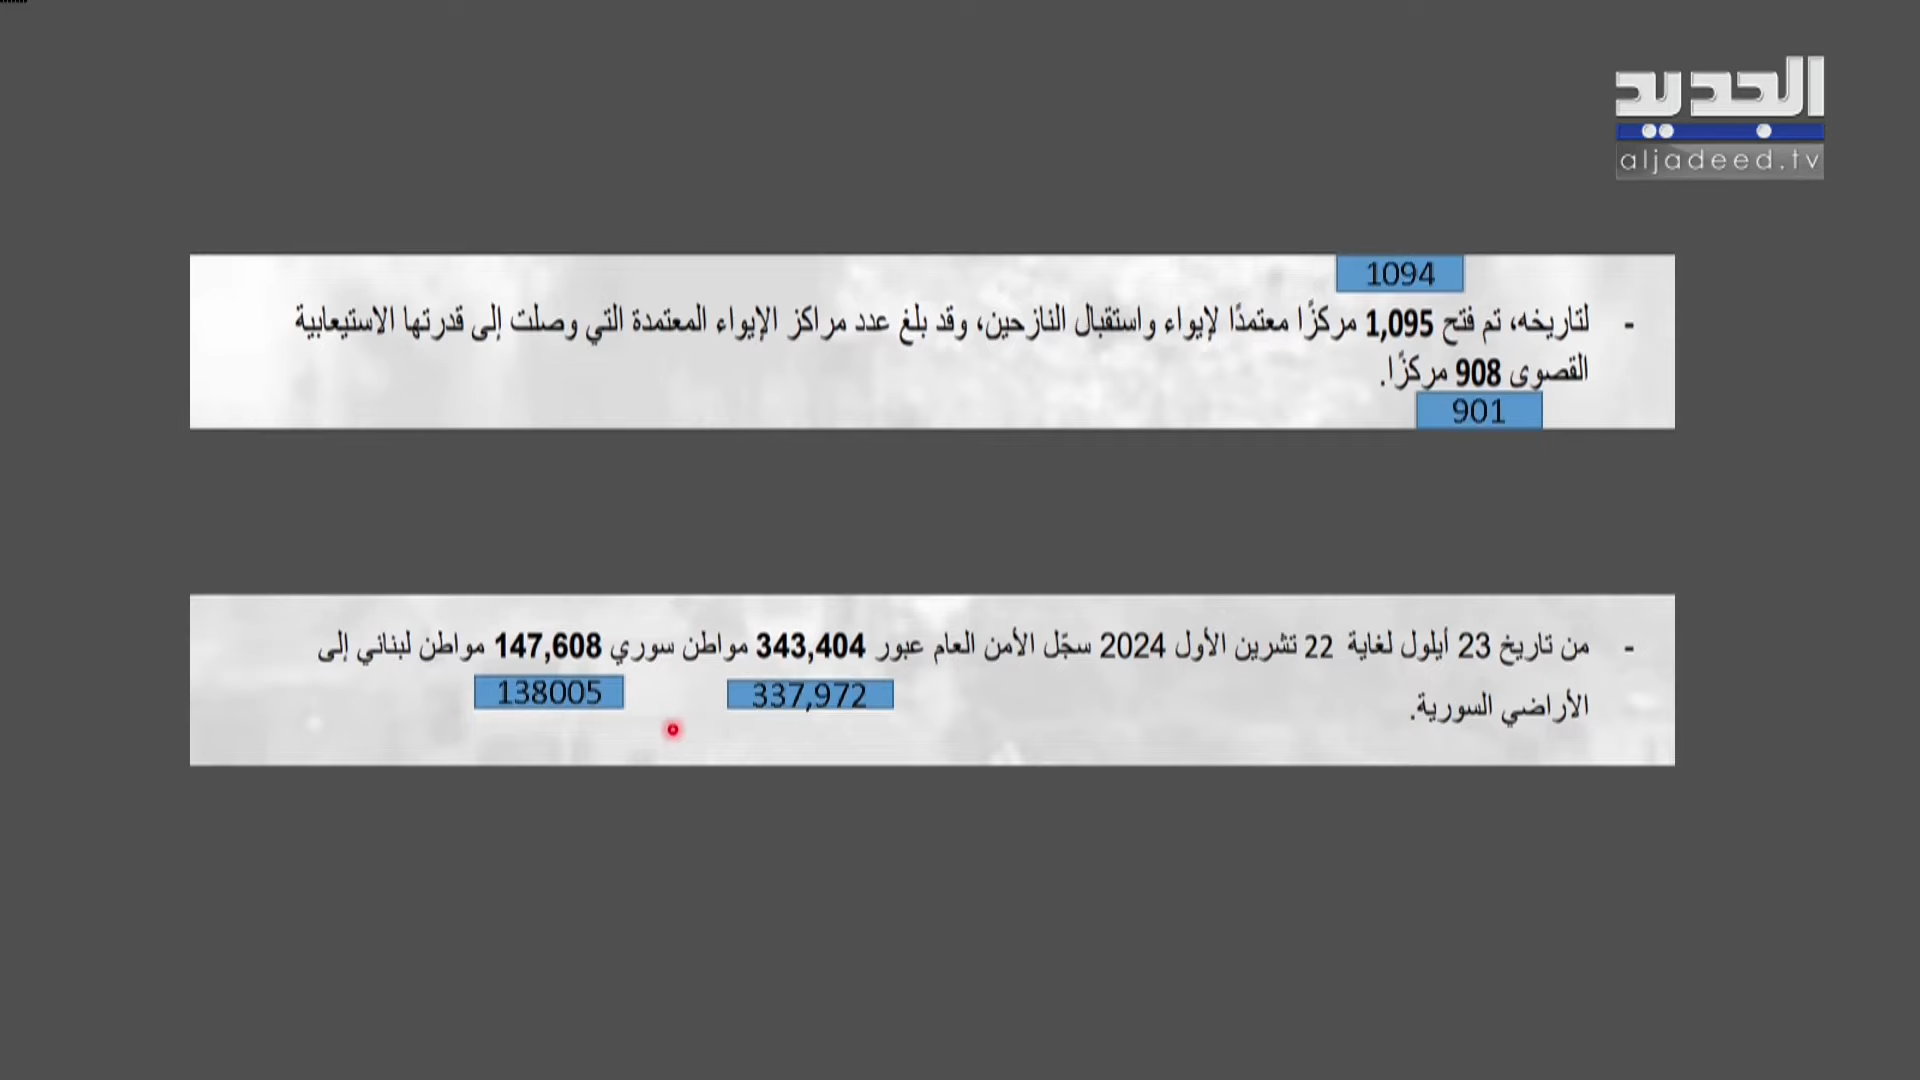 الجديد
aljadeed.tv
1094
- لتاريخه، تم فتح 1,095 مركزًا معتمدًا لإيواء واستقبال النازحين، وقد بلغ عدد مراكز الإيواء المعتمدة التي وصلت إلى قدرتها الاستيعابية
القصوى 908 مركزًا.
901
- من تاريخ 23 أيلول لغاية 22 تشرين الأول 2024 سجّل الأمن العام عبور 343,404 مواطن سوري 147,608 مواطن لبناني إلى
337,972 138005
الأراضي السورية.